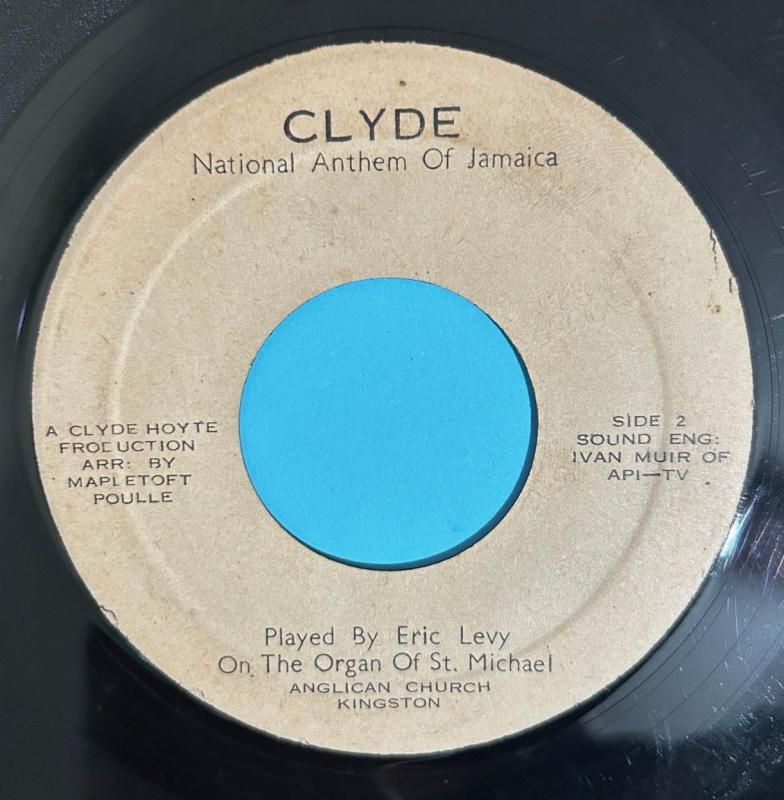 CLYDE
National Anthem Of Jamaica
A CLYDE HOYTE
PRODUCTION
ARR: BY
MAPLETOFT
POULLE
SIDE 2
SOUND ENG:
IVAN MUIR OF
API—TV
Played By Eric Levy
On The Organ Of St. Michael
ANGLICAN CHURCH
KINGSTON